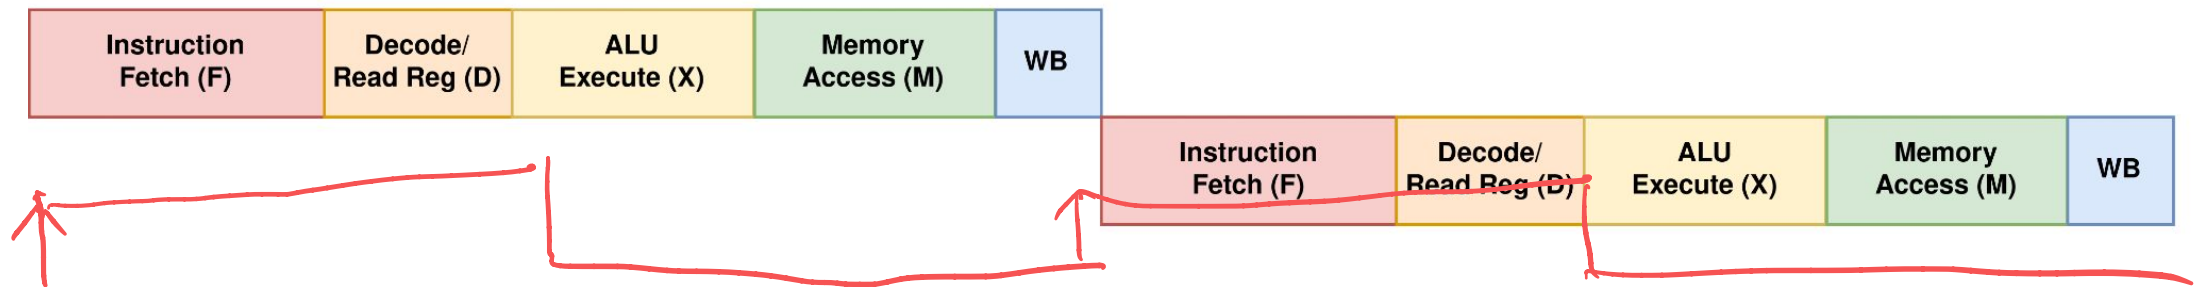 Instruction
Fetch (F)
Decode/
Read Reg (D)
ALU
Execute (X)
Memory
Access (M)
WB
Instruction
Fetch (F)
Decode/
Read Reg (D)
ALU
Execute (X)
Memory
Access (M)
WB